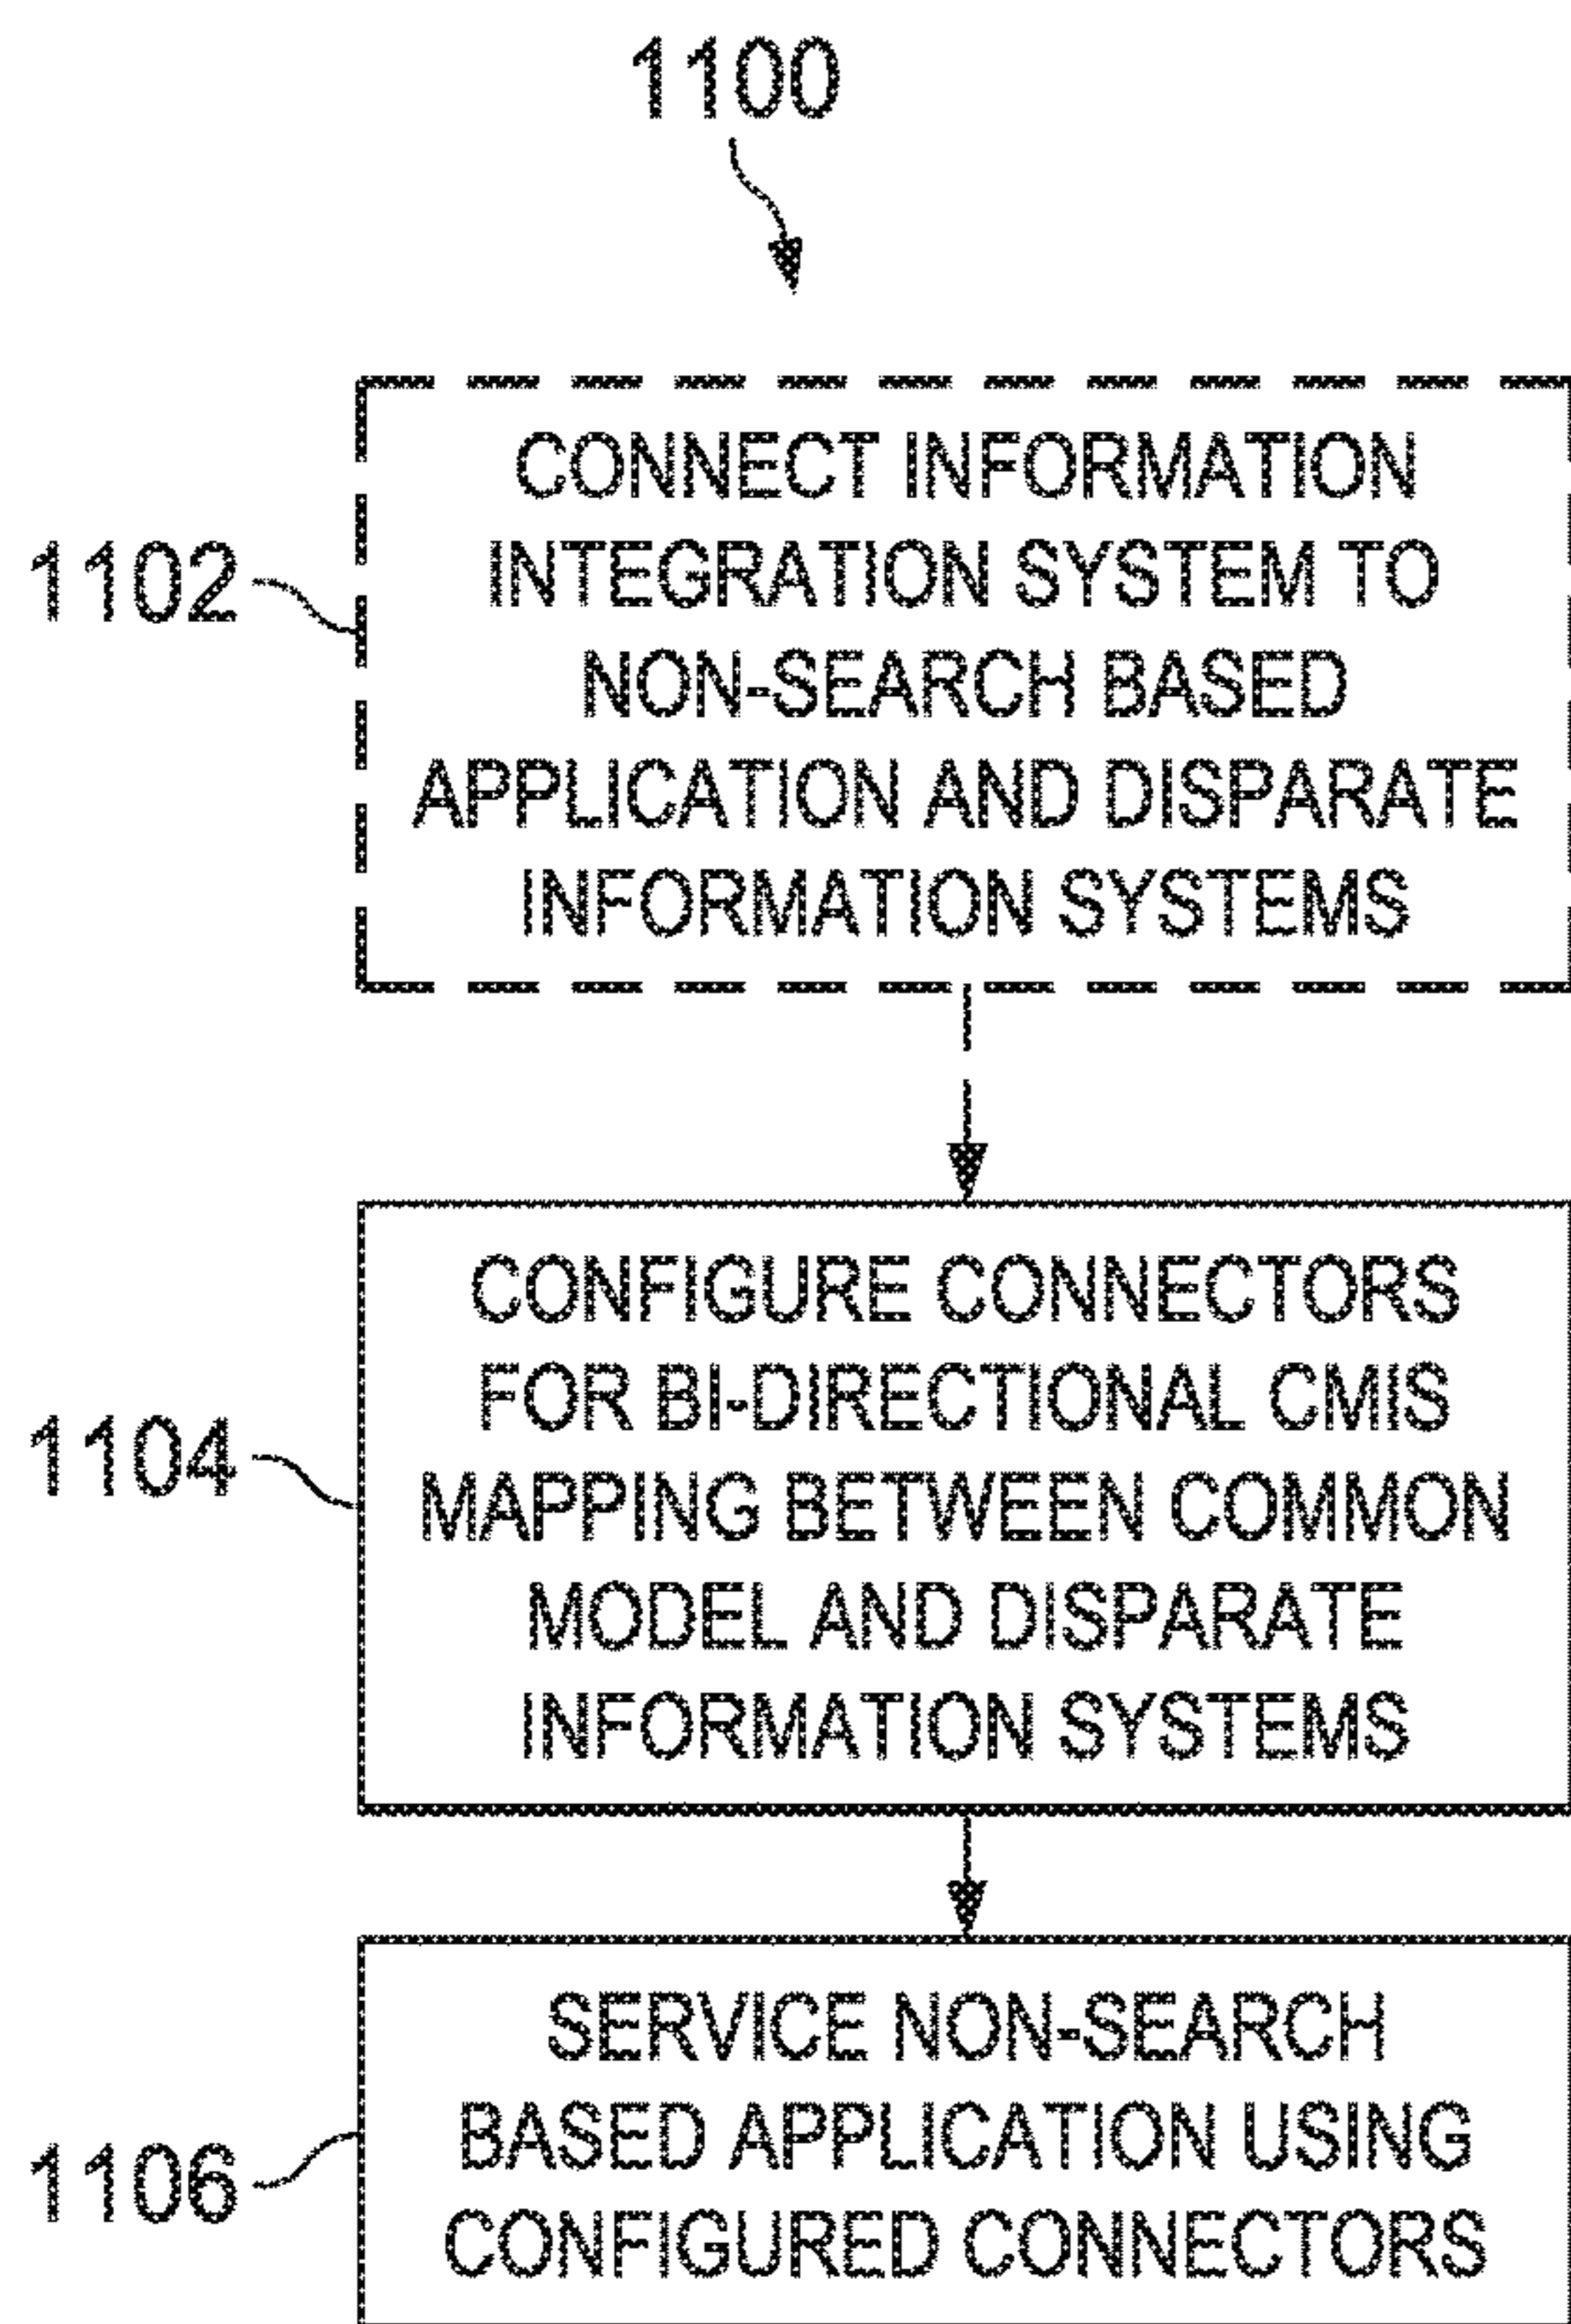 1100
1102
CONNECT INFORMATION
INTEGRATION SYSTEM TO
NON-SEARCH BASED
APPLICATION AND DISPARATE
INFORMATION SYSTEMS
1104
CONFIGURE CONNECTORS
FOR BI-DIRECTIONAL CMIS
MAPPING BETWEEN COMMON
MODEL AND DISPARATE
INFORMATION SYSTEMS
1106
SERVICE NON-SEARCH
BASED APPLICATION USING
CONFIGURED CONNECTORS